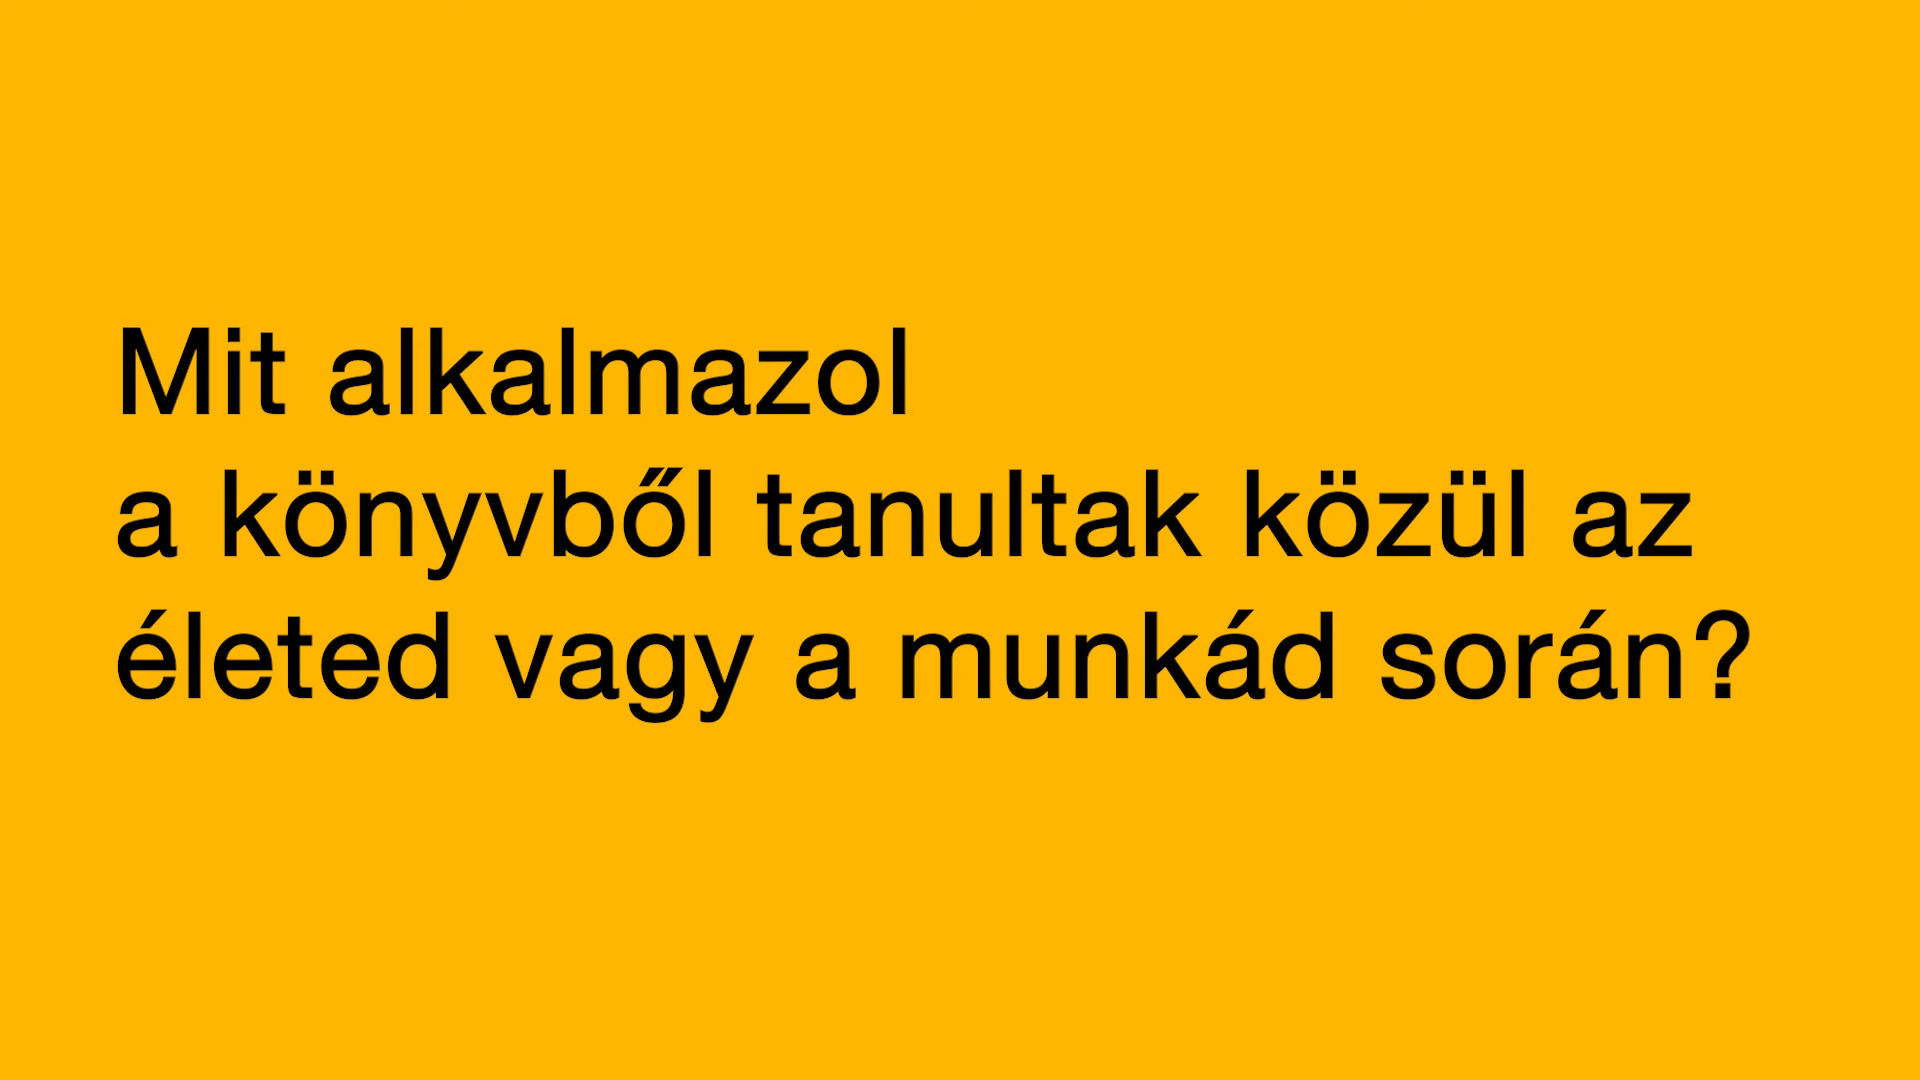 Mit alkalmazol
a könyvből tanultak közül az
életed vagy a munkád során?